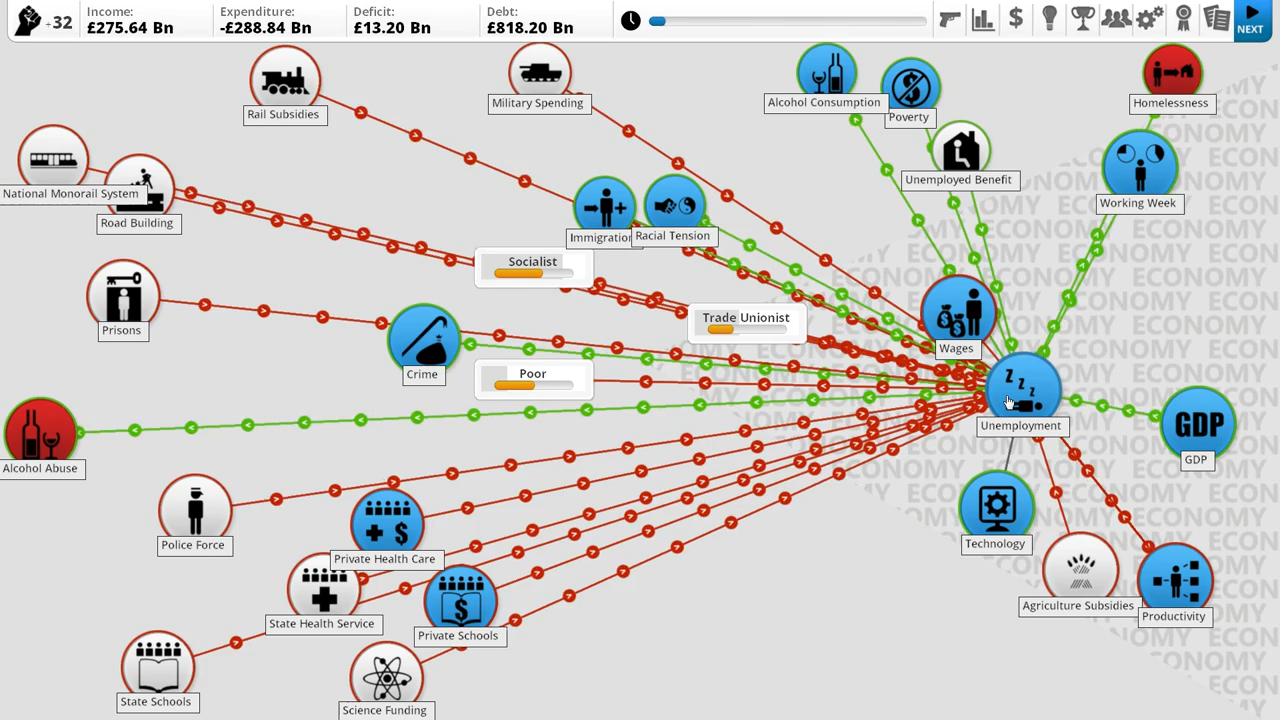 +32
Income:
£275.64 Bn
Expenditure:
-£288.84 Bn
Deficit:
£13.20 Bn
Debt:
£818.20 Bn
NEXT
Rail Subsidies
Military Spending
Alcohol Consumption
Poverty
Homelessness
National Monorail System
Road Building
Unemployed Benefit
Working Week
Immigration
Racial Tension
Socialist
Trade Unionist
Prisons
Crime
Poor
Wages
$
Z Z Z
Unemployment
GDP
GDP
Alcohol Abuse
Police Force
Private Health Care
$
Technology
State Health Service
Private Schools
$
Agriculture Subsidies
Productivity
State Schools
Science Funding
ECONOMY